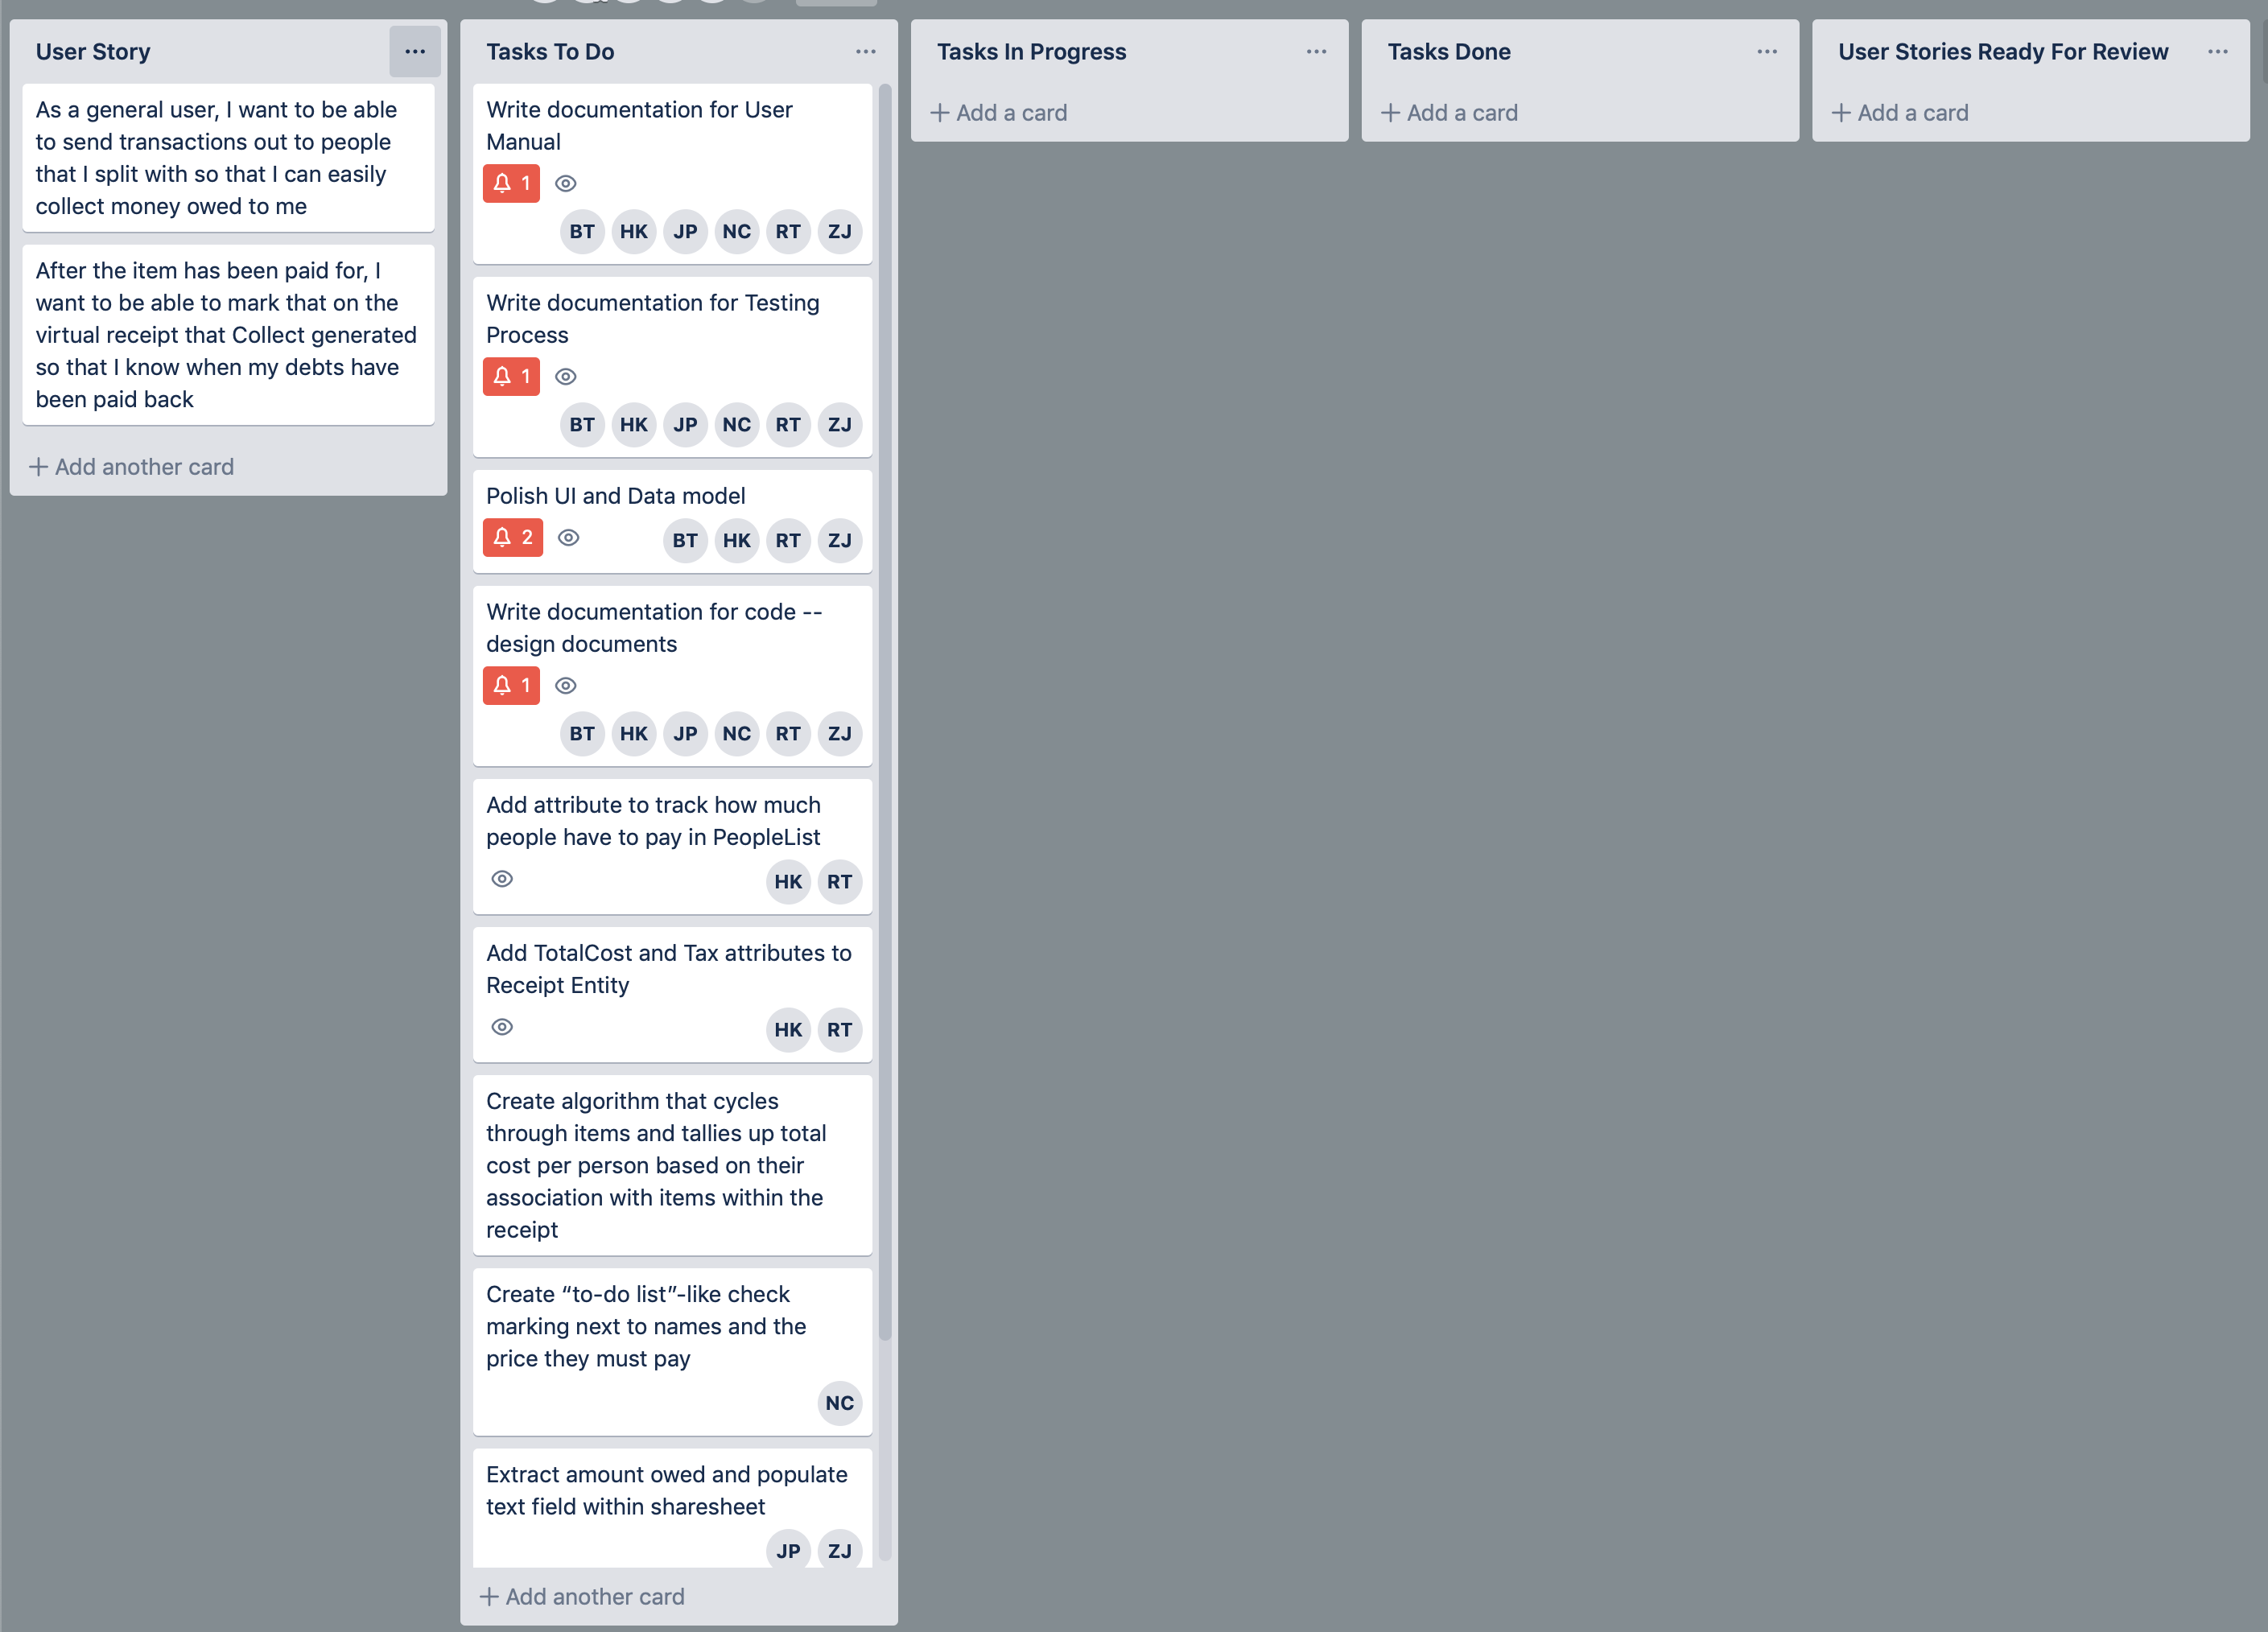 User Story
As a general user, I want to be able
to send transactions out to people
that I split with so that I can easily
collect money owed to me
After the item has been paid for, I
want to be able to mark that on the
virtual receipt that Collect generated
so that I know when my debts have
been paid back
+ Add another card
Tasks To Do
Write documentation for User
Manual
1
BT HK JP NC RT ZJ
Write documentation for Testing
Process
1
BT HK JP NC RT ZJ
Polish UI and Data model
2
BT HK RT ZJ
Write documentation for code --
design documents
1
BT HK JP NC RT ZJ
Add attribute to track how much
people have to pay in PeopleList
HK RT
Add TotalCost and Tax attributes to
Receipt Entity
HK RT
Create algorithm that cycles
through items and tallies up total
cost per person based on their
association with items within the
receipt
Create “to-do list”-like check
marking next to names and the
price they must pay
NC
Extract amount owed and populate
text field within sharesheet
JP ZJ
+ Add another card
Tasks In Progress
+ Add a card
Tasks Done
+ Add a card
User Stories Ready For Review
+ Add a card